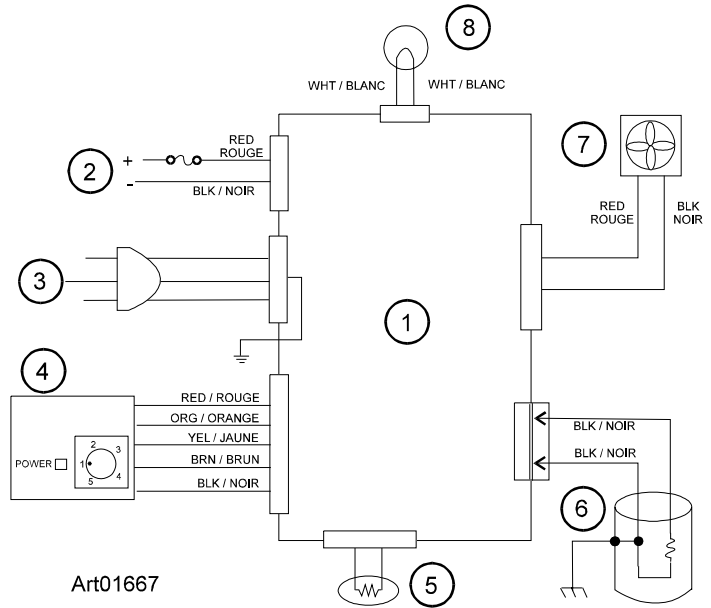 8
WHT / BLANC
WHT / BLANC
RED
ROUGE
2
+
-
BLK / NOIR
7
RED
ROUGE
BLK
NOIR
3
1
4
RED / ROUGE
ORG / ORANGE
YEL / JAUNE
BRN / BRUN
BLK / NOIR
POWER
1
2
3
4
5
BLK / NOIR
BLK / NOIR
6
5
Art01667